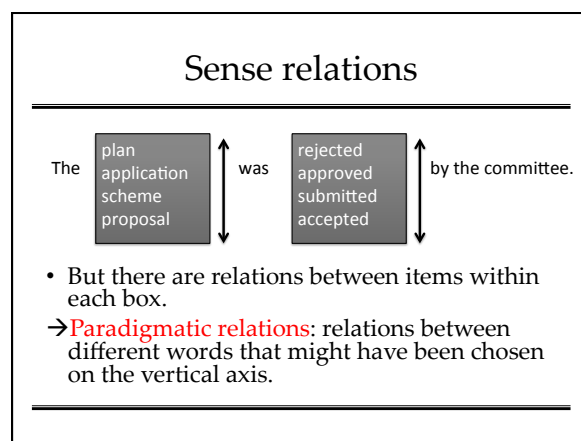 Sense relations
The
plan
application
scheme
proposal
was
rejected
approved
submitted
accepted
by the committee.
• But there are relations between items within
each box.
→Paradigmatic relations: relations between
different words that might have been chosen
on the vertical axis.